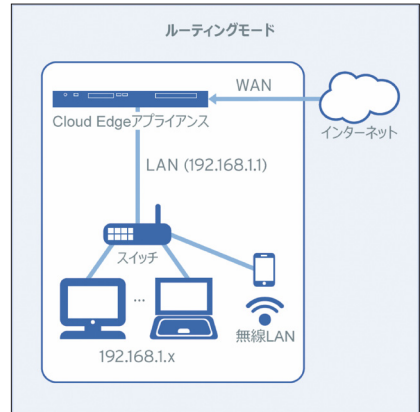 ルーティングモード
WAN
Cloud Edgeアプライアンス
インターネット
LAN (192.168.1.1)
スイッチ
...
無線LAN
192.168.1.x